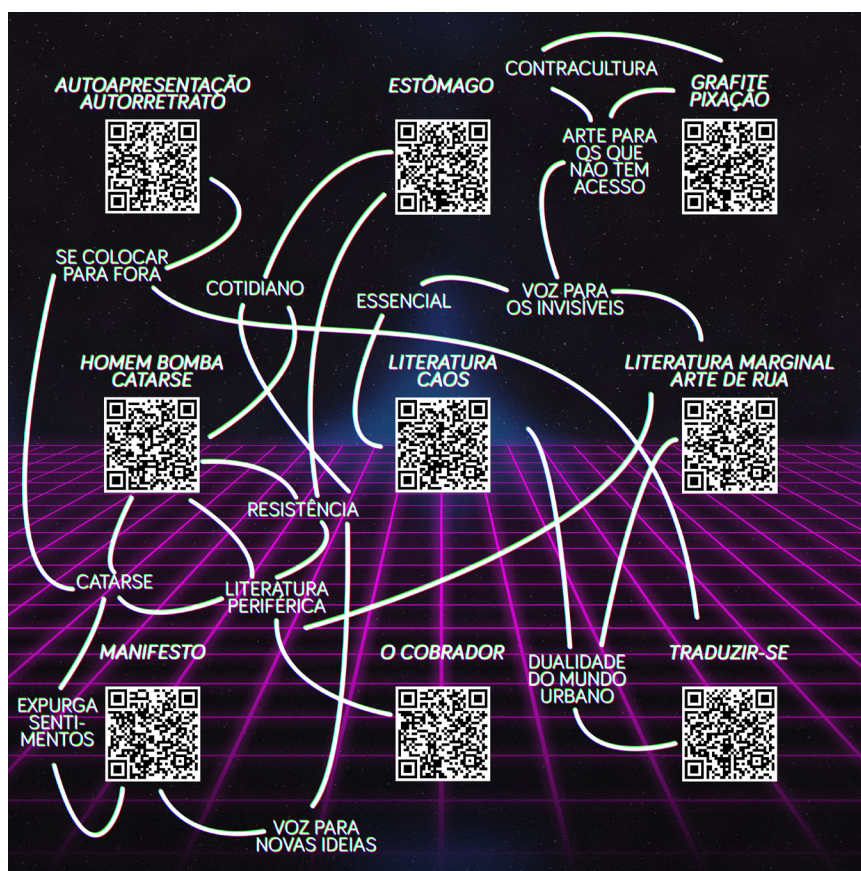 CONTRACULTURA
AUTOAPRESENTAÇÃO
AUTORRETRATO
ESTÔMAGO
GRAFITE
PIXAÇÃO
ARTE PARA
OS QUE
NÃO TEM
ACESSO
SE COLOCAR
PARA FORA
COTIDIANO
ESSENCIAL
VOZ PARA
OS INVISÍVEIS
HOMEM BOMBA
CATARSE
LITERATURA
CAOS
LITERATURA MARGINAL
ARTE DE RUA
RESISTÊNCIA
CATARSE
LITERATURA
PERIFÉRICA
MANIFESTO
O COBRADOR
DUALIDADE
DO MUNDO
URBANO
TRADUZIR-SE
EXPURGA
SENTI-
MENTOS
VOZ PARA
NOVAS IDEIAS